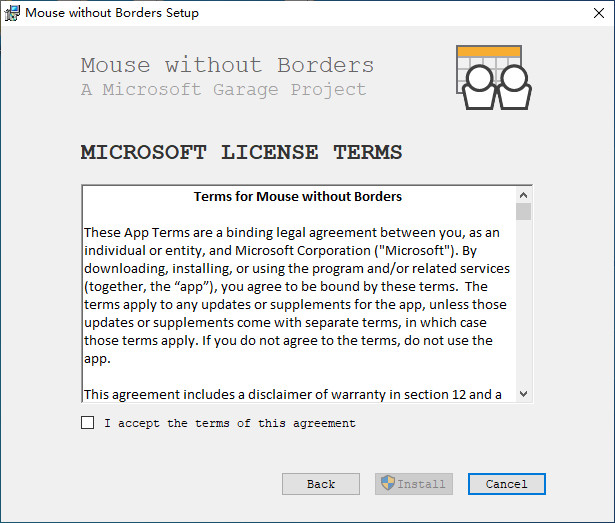 Mouse without Borders Setup
Mouse without Borders
A Microsoft Garage Project
MICROSOFT LICENSE TERMS
Terms for Mouse without Borders
These App Terms are a binding legal agreement between you, as an
individual or entity, and Microsoft Corporation ("Microsoft"). By
downloading, installing, or using the program and/or related services
(together, the “app”), you agree to be bound by these terms.  The
terms apply to any updates or supplements for the app, unless those
updates or supplements come with separate terms, in which case
those terms apply. If you do not agree to the terms, do not use the
app.
This agreement includes a disclaimer of warranty in section 12 and a
I accept the terms of this agreement
Back
Install
Cancel